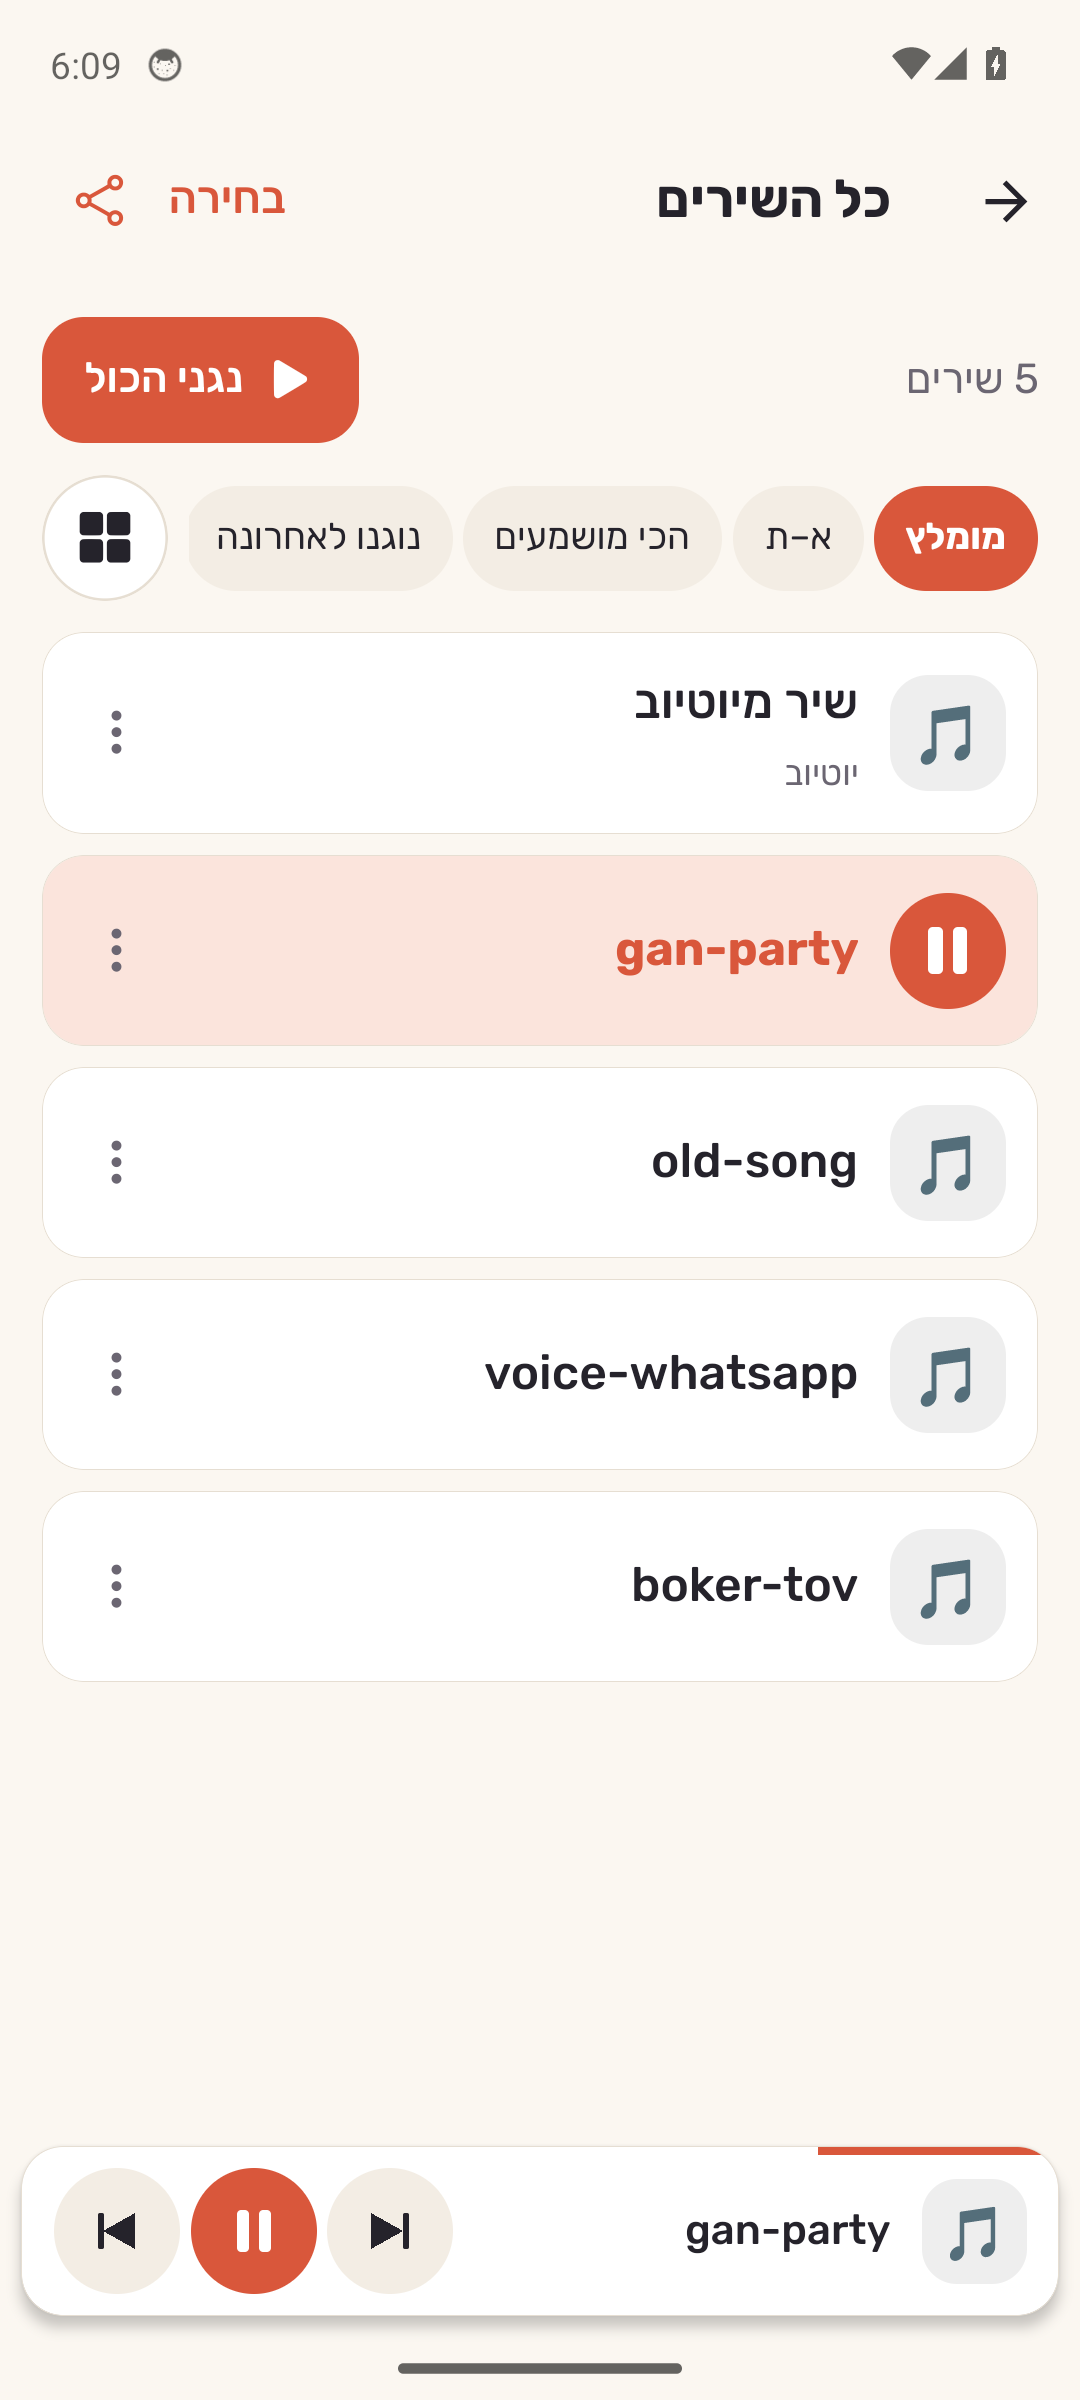 6:09
כל השירים
בחירה
5 שירים
נגני הכול
מומלץ
א–ת
הכי מושמעים
נוגנו לאחרונה
שיר מיוטיוב
יוטיוב
gan-party
old-song
voice-whatsapp
boker-tov
gan-party